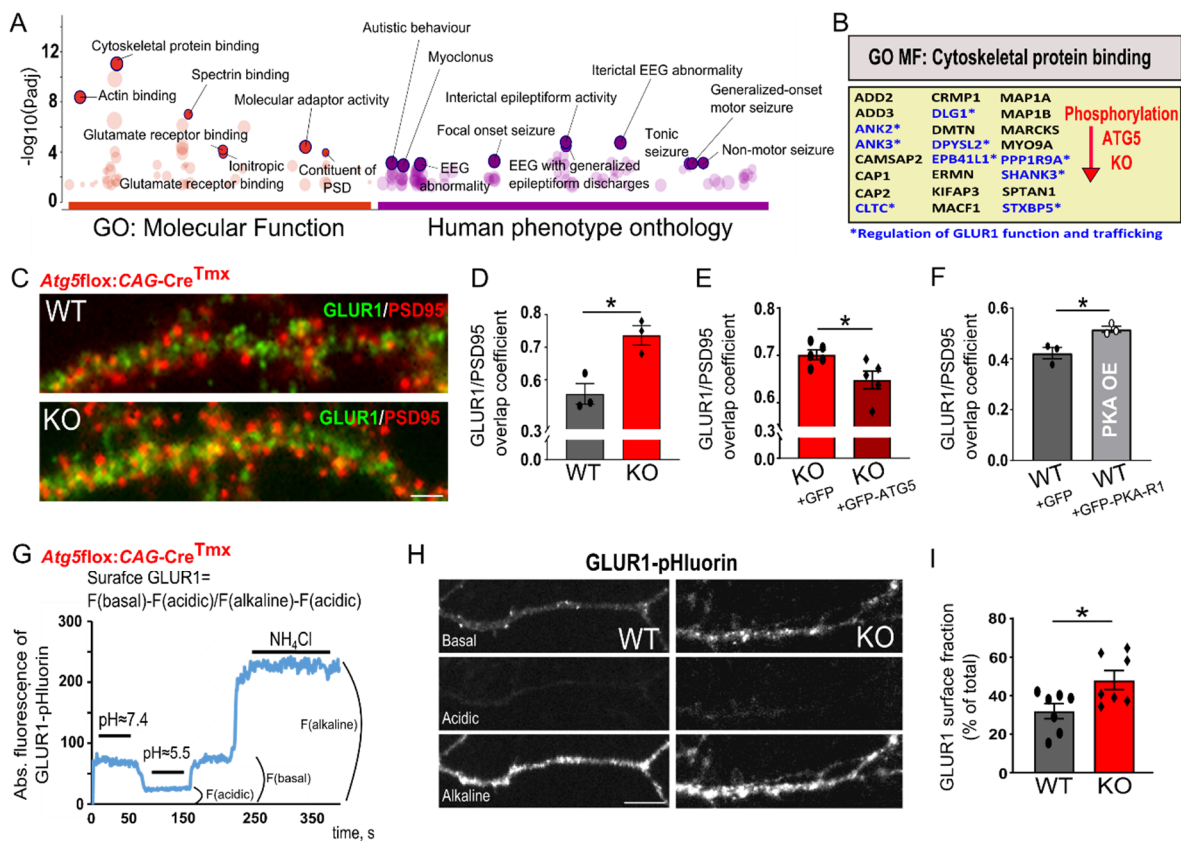 A
-log10(padj)
12
8
4
0
Cytoskeletal protein binding
Actin binding
Spectrin binding
Glutamate receptor binding
Molecular adaptor activity
Ionitropic
Glutamate receptor binding
Contituent of
PSD
Autistic behaviour
Myoclonus
Focal onset seizure
EEG
abnormality
Interictal epileptiform activity
EEG with generalized
epileptiform discharges
Iterictal EEG abnormality
Tonic
seizure
Generalized-onset
motor seizure
Non-motor seizure
GO: Molecular Function
Human phenotype onthology
B
GO MF: Cytoskeletal protein binding
ADD2 CRMP1 MAP1A
ADD3 DLG1* MAP1B
ANK2* DMTN MARCKS
ANK3* DPYSL2* MYO9A
CAMSAP2 EPB41L1* PPP1R9A*
CAP1 ERMN SHANK3*
CAP2 KIFAP3 SPTAN1
CLTC* MACF1 STXBP5*
Phosphorylation
ATG5
KO
*Regulation of GLUR1 function and trafficking
C
Atg5flox:CAG-CreTmx
WT
GLUR1/PSD95
KO
GLUR1/PSD95
D
GLUR1/PSD95
overlap coefficient
0.8
0.7
0.6
0.3
0.0
*
WT
KO
E
GLUR1/PSD95
overlap coefficient
0.8
0.7
0.6
0.3
0.0
*
KO
+GFP
KO
+GFP-ATG5
F
GLUR1/PSD95
overlap coefficient
0.6
0.4
0.2
0.0
*
PKA OE
WT
+GFP
WT
+GFP-PKA-R1
G
Atg5flox:CAG-CreTmx
Surafce GLUR1=
F(basal)-F(acidic)/F(alkaline)-F(acidic)
Abs. fluorescence of
GLUR1-pHluorin
300
200
100
0
pH≈7.4
pH≈5.5
NH4Cl
F(acidic)
F(basal)
F(alkaline)
0 50 150 250 350
time, s
H
GLUR1-pHluorin
Basal
WT
KO
Acidic
Alkaline
I
GLUR1 surface fraction
(% of total)
80
60
40
20
0
*
WT
KO